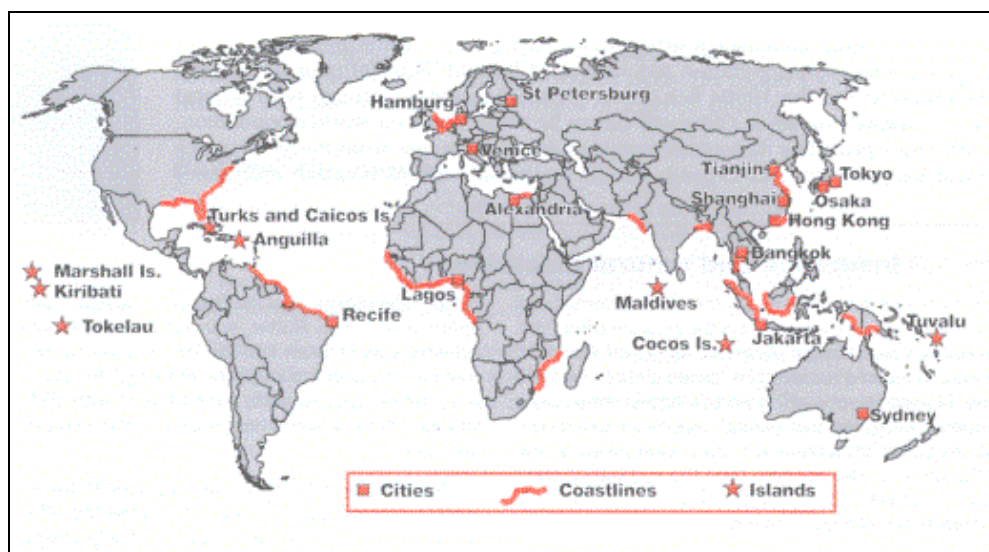 St Petersburg
Hamburg
Venice
Tianjin
Tokyo
Shanghai
Osaka
Alexandria
Hong Kong
Turks and Caicos Is.
Anguilla
Bangkok
Marshall Is.
Kiribati
Lagos
Maldives
Recife
Tokelau
Tuvalu
Jakarta
Cocos Is.
Sydney
Cities
Coastlines
Islands